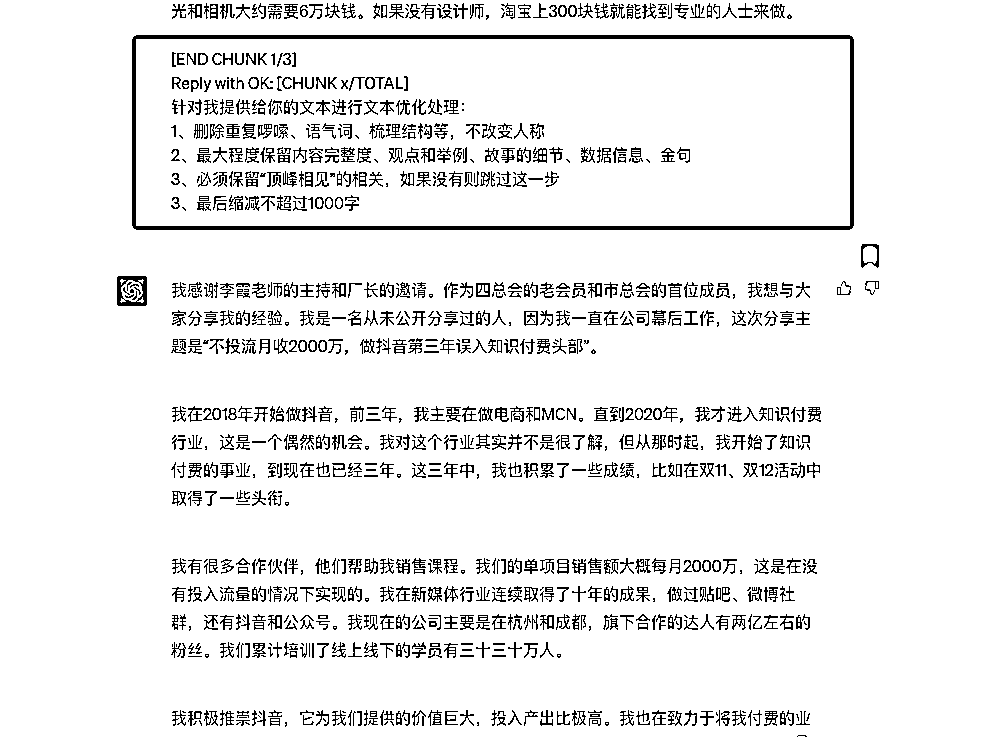 光和相机大约需要6万块钱。如果没有设计师，淘宝上300块钱就能找到专业的人士来做。
[END CHUNK 1/3]
Reply with OK: [CHUNK x/TOTAL]
针对我提供给你的文本进行文本优化处理：
1、删除重复啰嗦、语气词、梳理结构等，不改变人称
2、最大程度保留内容完整度、观点和举例、故事的细节、数据信息、金句
3、必须保留“顶峰相见”的相关，如果没有则跳过这一步
3、最后缩减不超过1000字
我感谢李霞老师的主持和厂长的邀请。作为四总会的老会员和市总会的首位成员，我想与大
家分享我的经验。我是一名从未公开分享过的人，因为我一直在公司幕后工作，这次分享主
题是“不投流月收2000万，做抖音第三年误入知识付费头部”。
我在2018年开始做抖音，前三年，我主要在做电商和MCN。直到2020年，我才进入知识付费
行业，这是一个偶然的机会。我对这个行业其实并不是很了解，但从那时起，我开始了知识
付费的事业，到现在也已经三年。这三年中，我也积累了一些成绩，比如在双11、双12活动中
取得了一些头衔。
我有很多合作伙伴，他们帮助我销售课程。我们的单项目销售额大概每月2000万，这是在没
有投入流量的情况下实现的。我在新媒体行业连续取得了十年的成果，做过贴吧、微博社
群，还有抖音和公众号。我现在的公司主要是在杭州和成都，旗下合作的达人有两亿左右的
粉丝。我们累计培训了线上线下的学员有三十三十万人。
我积极推崇抖音，它为我们提供的价值巨大，投入产出比极高。我也在致力于将我付费的业